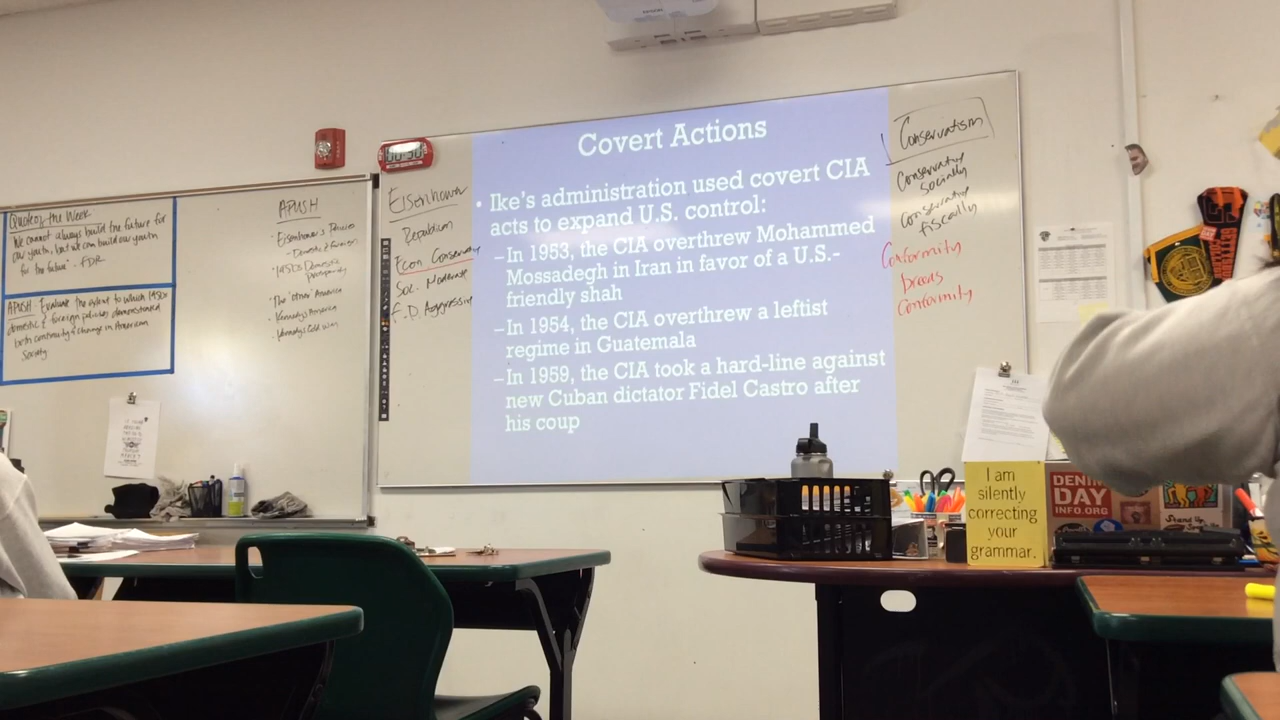 Quote of the Week
"We cannot always build the future for
our youth, but we can build our youth
for the future" - FDR
APUSH: Evaluate the extent to which 1950s
domestic & foreign policies demonstrated
both continuity & change in American
Society.
APUSH
- Eisenhower's Policies
- Domestic & Foreign
- 1950s Domestic
Prosperity
- The "other" America
- Kennedy's America
- Kennedy's Cold War
Eisenhower
Republican
Econ Conservative
Soc. Moderate
F.D. Aggressive
Covert Actions
• Ike's administration used covert CIA
acts to expand U.S. control:
–In 1953, the CIA overthrew Mohammed
Mossadegh in Iran in favor of a U.S.-
friendly shah
–In 1954, the CIA overthrew a leftist
regime in Guatemala
–In 1959, the CIA took a hard-line against
new Cuban dictator Fidel Castro after
his coup
Conservatism
Conservative
Socially
Conservative
fiscally
Conformity
breeds
Conformity
I am
silently
correcting
your
grammar.
DENIM
DAY
INFO.ORG
Stand Up